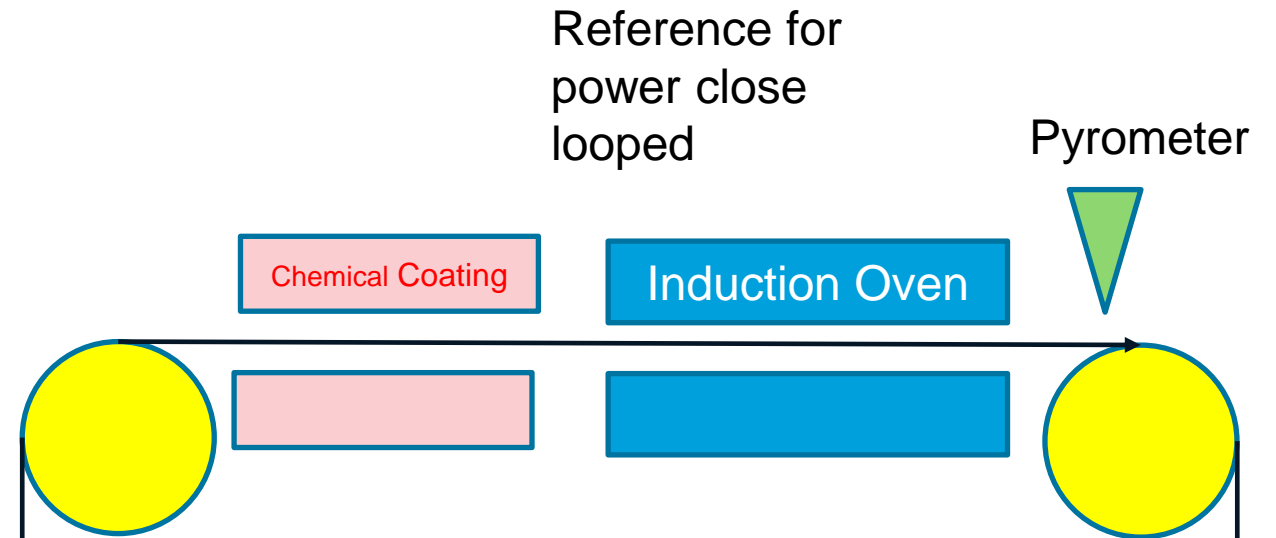 Reference for
power close
looped
Pyrometer
Chemical Coating
Induction Oven